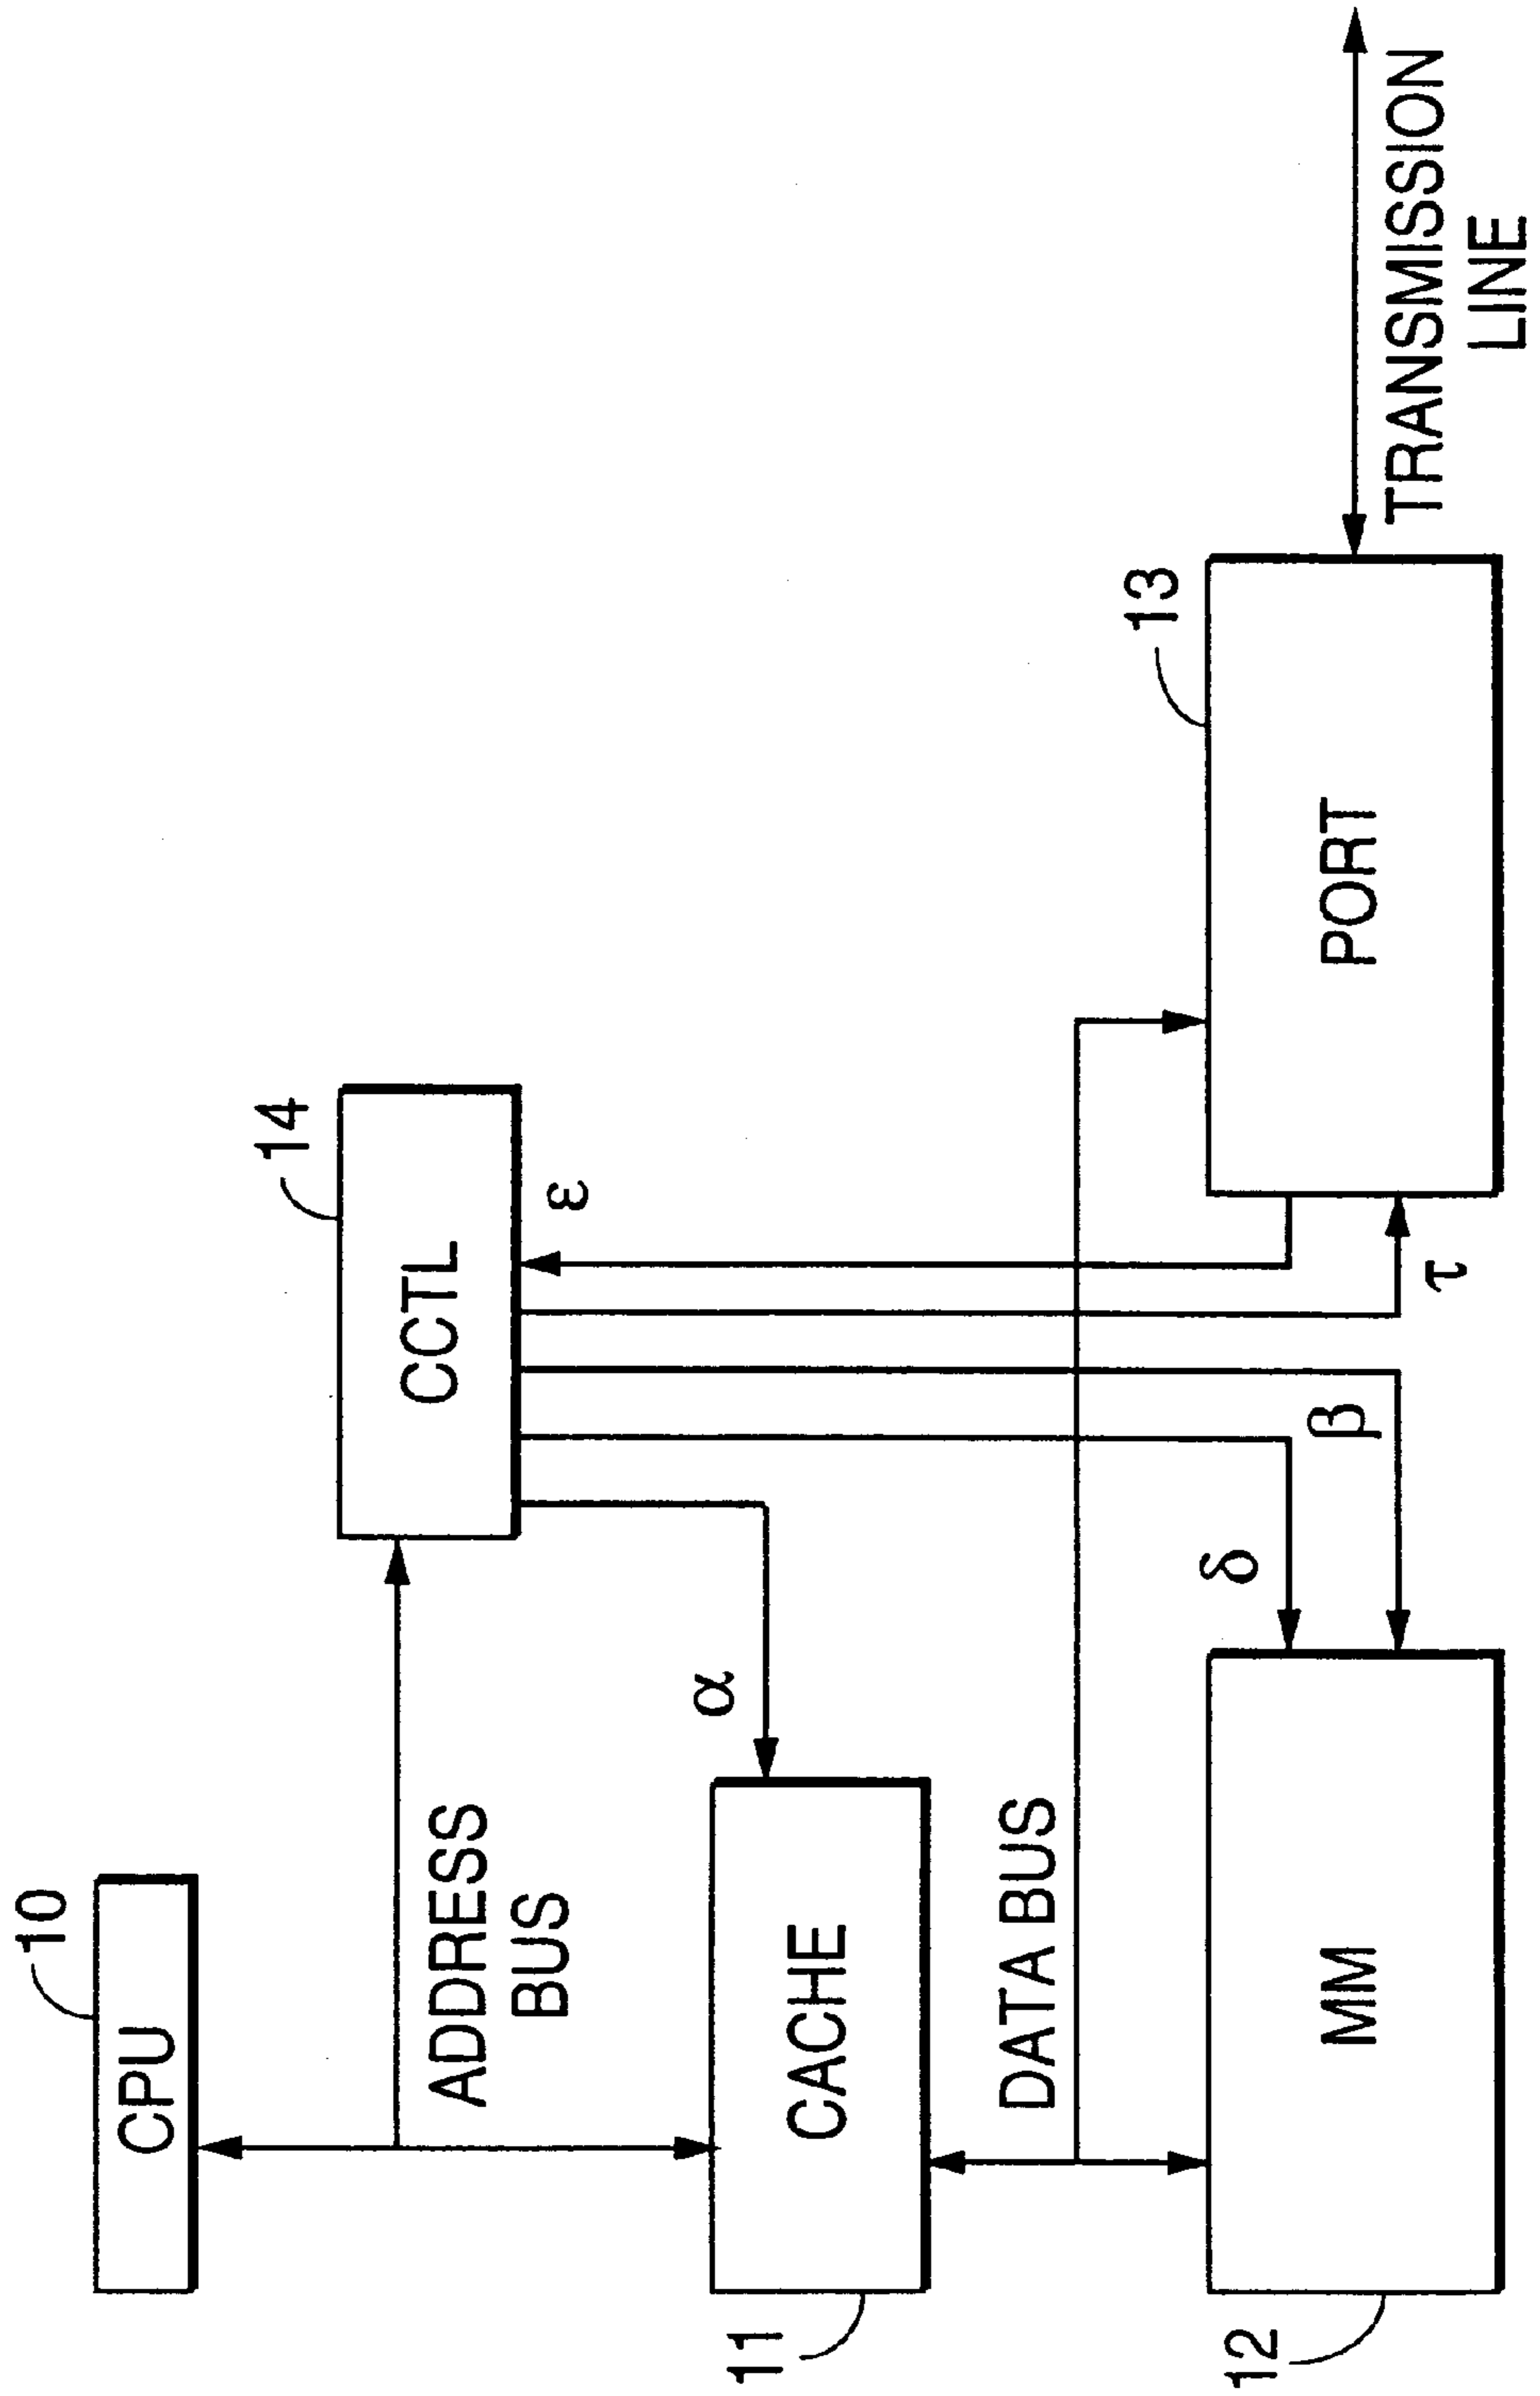 10
CPU
ADDRESS
BUS
14
CCTL
ε
α
11
CACHE
DATA BUS
δ
β
τ
12
MM
13
PORT
TRANSMISSION
LINE